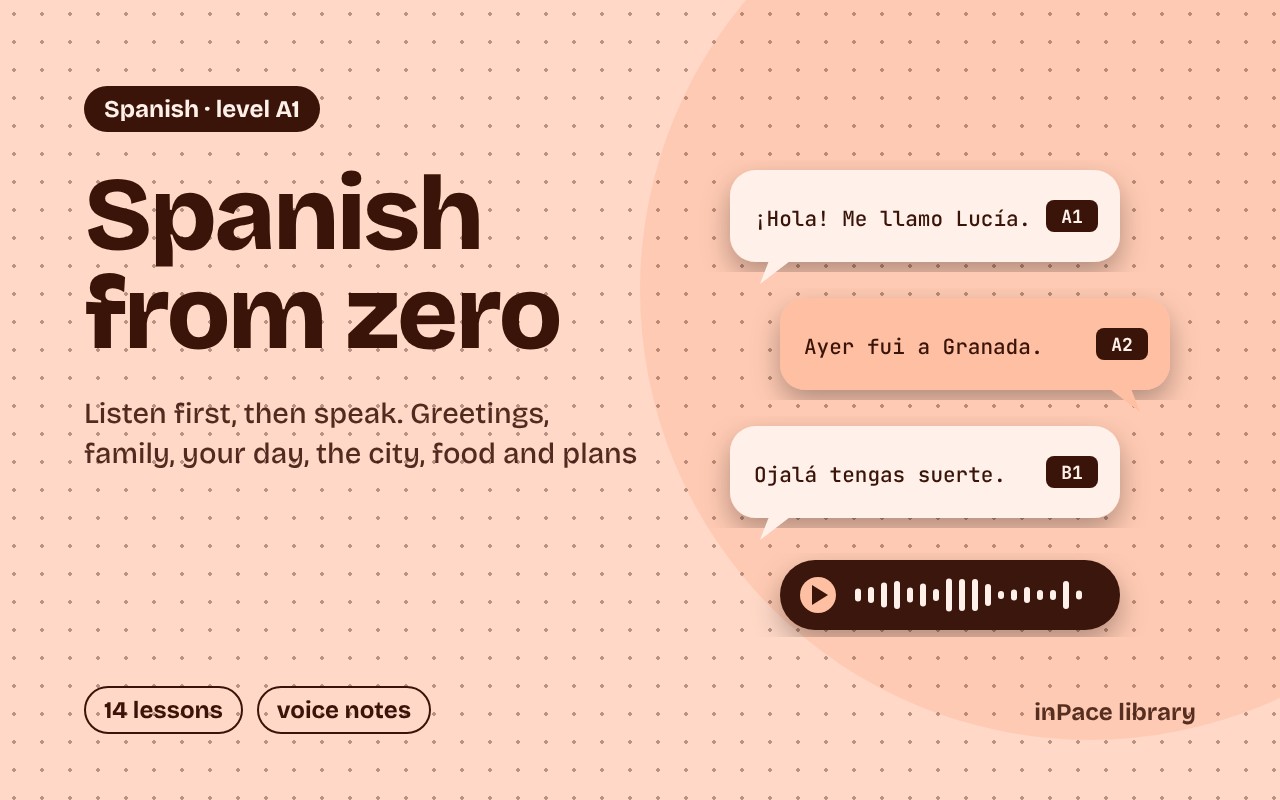 Spanish · level A1
Spanish
from zero
Listen first, then speak. Greetings,
family, your day, the city, food and plans
14 lessons
voice notes
¡Hola! Me llamo Lucía. A1
Ayer fui a Granada. A2
Ojalá tengas suerte. B1
inPace library